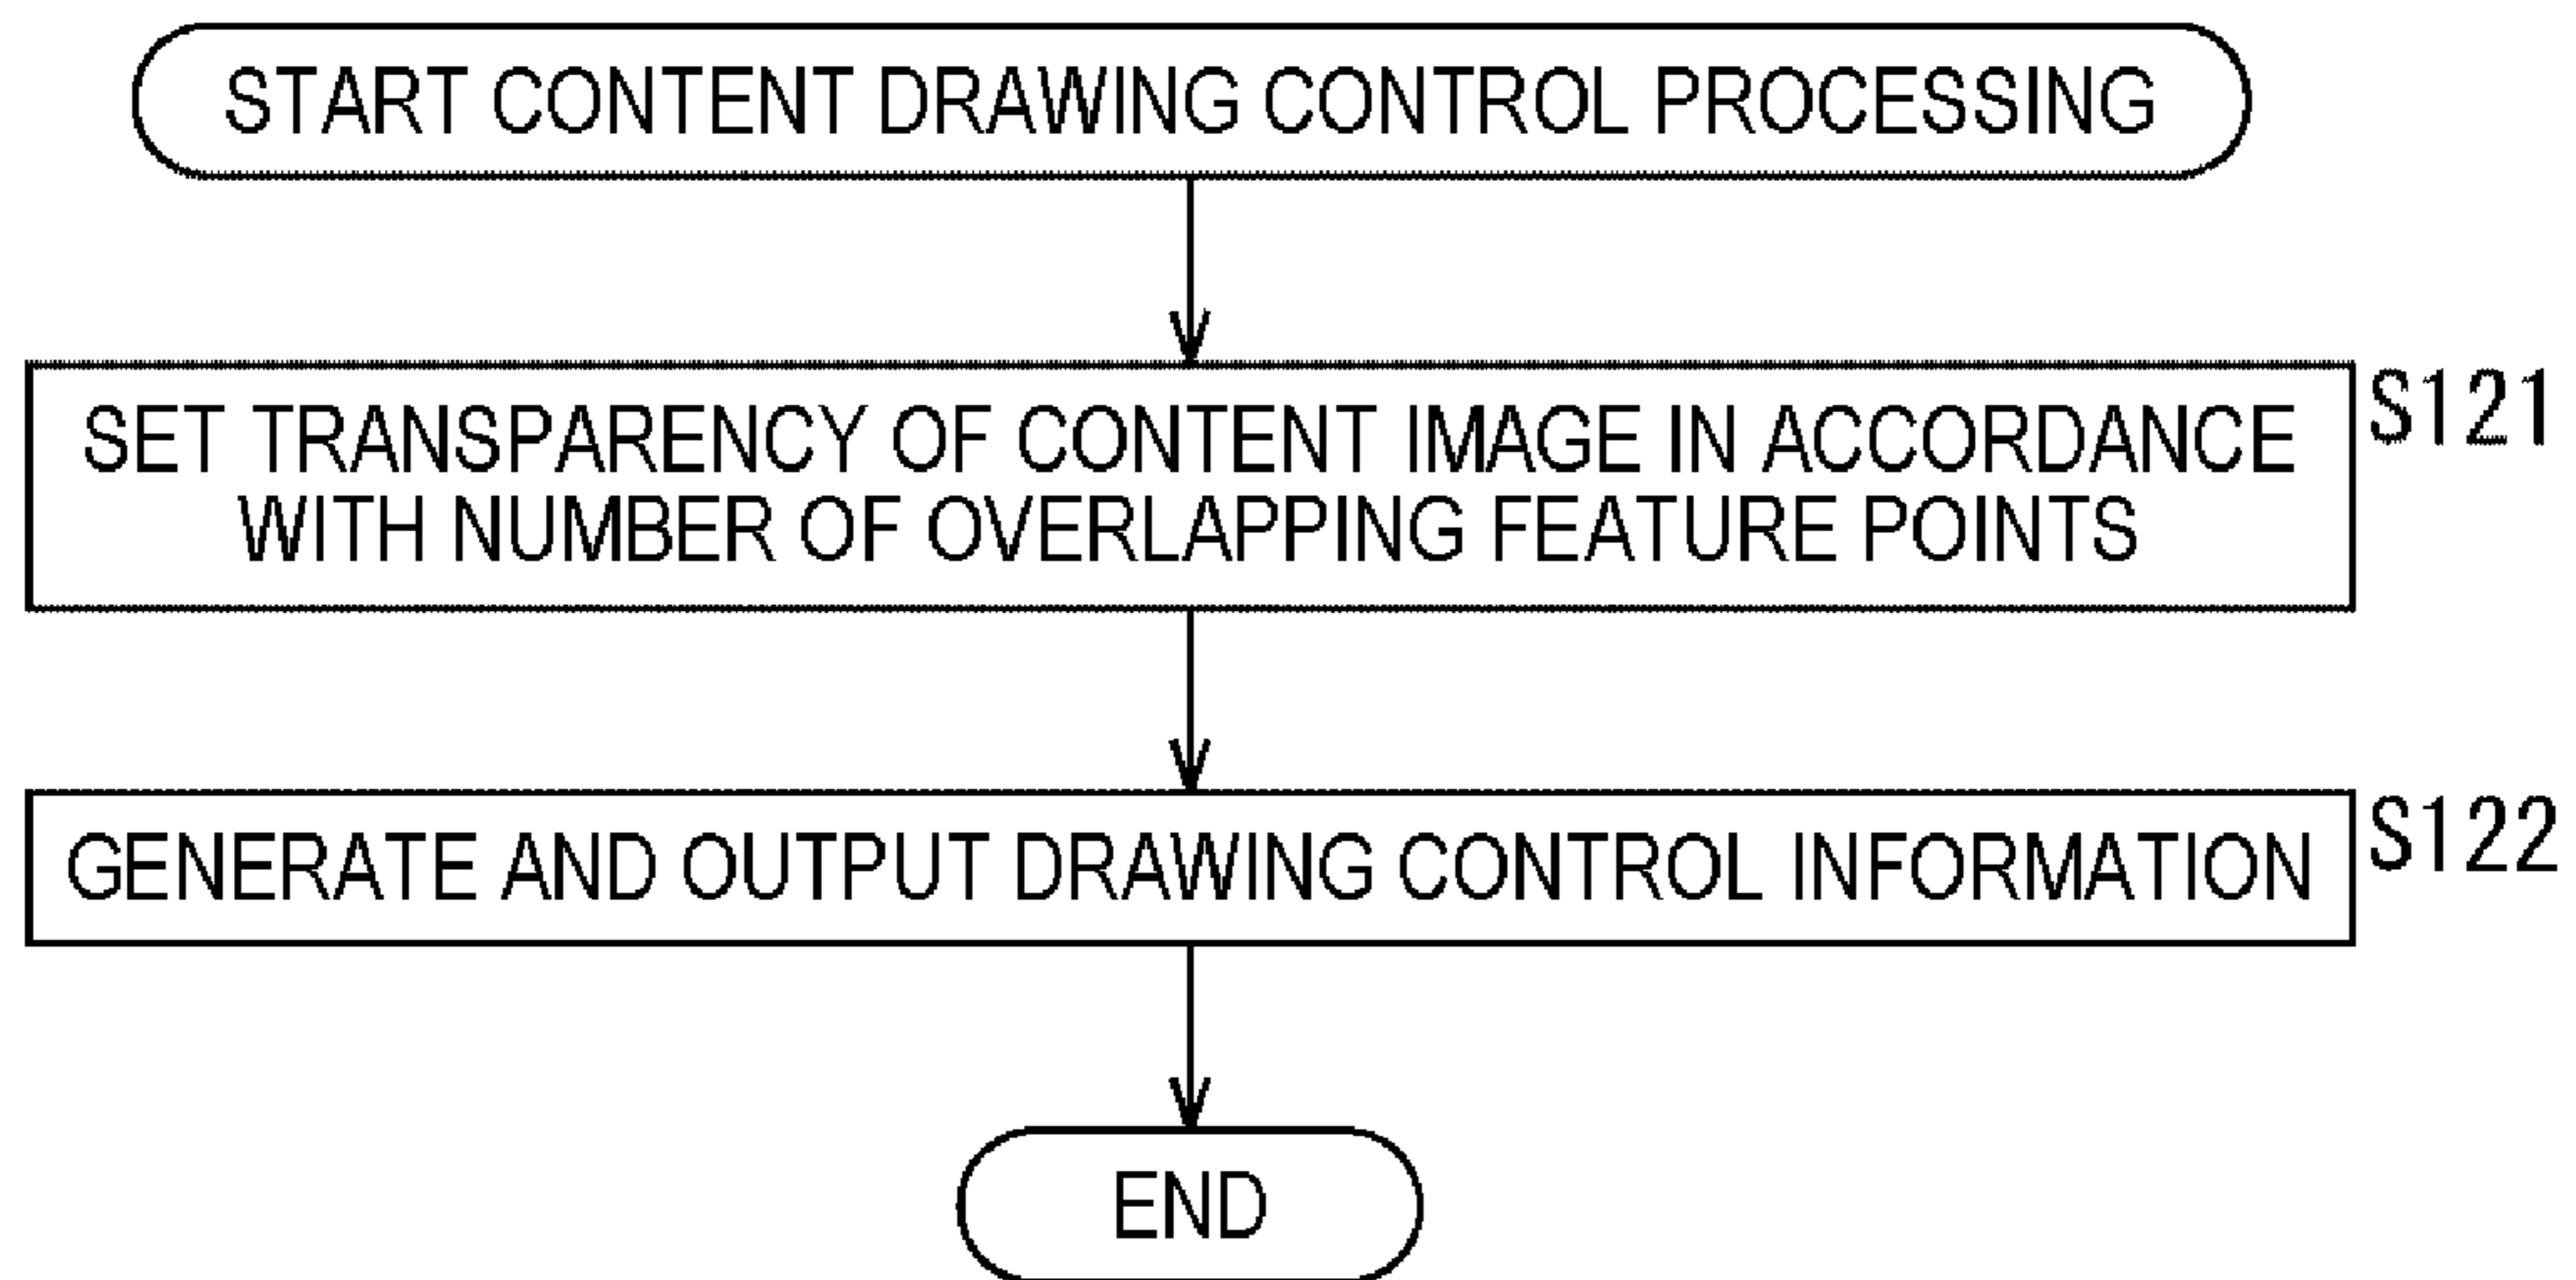 START CONTENT DRAWING CONTROL PROCESSING
SET TRANSPARENCY OF CONTENT IMAGE IN ACCORDANCE
WITH NUMBER OF OVERLAPPING FEATURE POINTS
S121
GENERATE AND OUTPUT DRAWING CONTROL INFORMATION
S122
END